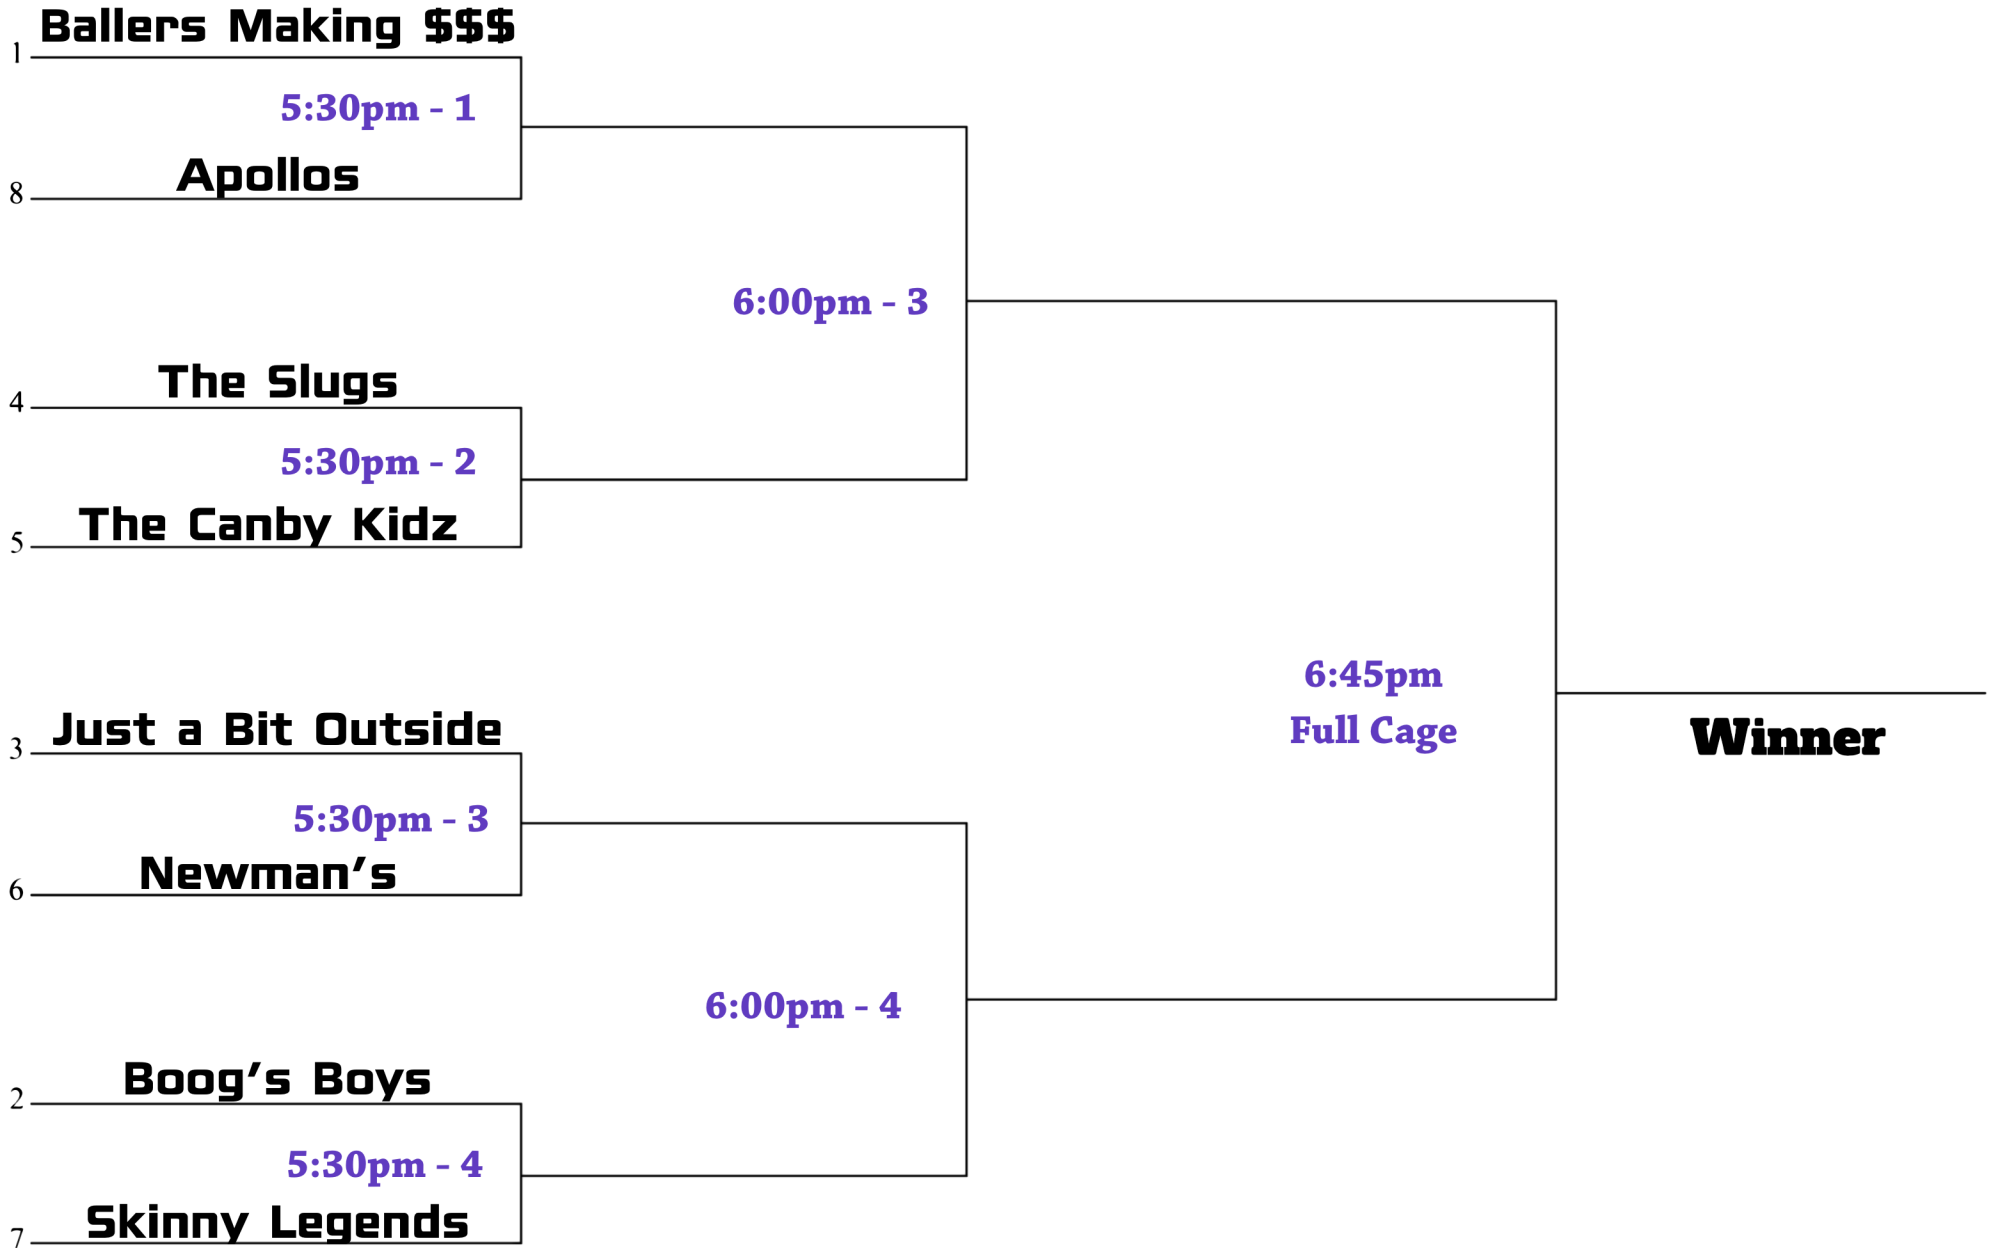 Ballers Making $$$
1
5:30pm - 1
Apollos
8
6:00pm - 3
The Slugs
4
5:30pm - 2
The Canby Kidz
5
6:45pm
Full Cage
Winner
Just a Bit Outside
3
5:30pm - 3
Newman's
6
6:00pm - 4
Boog's Boys
2
5:30pm - 4
Skinny Legends
7